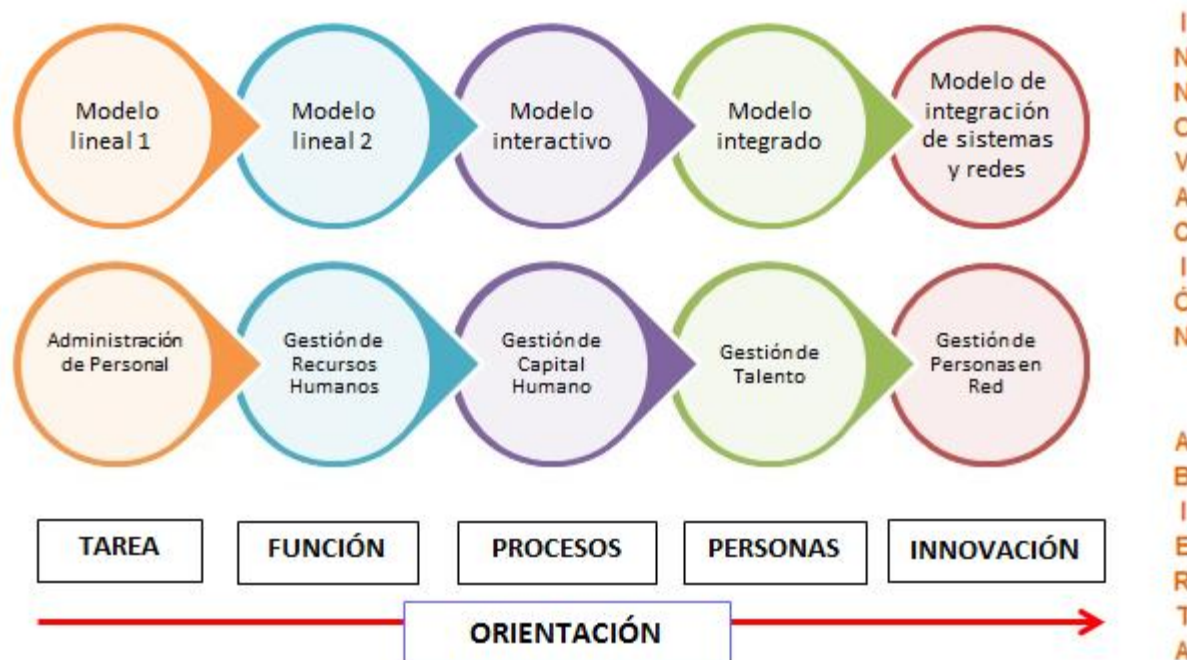 Modelo
lineal 1
Modelo
lineal 2
Modelo
interactivo
Modelo
integrado
Modelo de
integración
de sistemas
y redes
Administración
de Personal
Gestión de
Recursos
Humanos
Gestión de
Capital
Humano
Gestión de
Talento
Gestión de
Personas en
Red
TAREA
FUNCIÓN
PROCESOS
PERSONAS
INNOVACIÓN
ORIENTACIÓN
INNOVACIÓN
ABIERTA